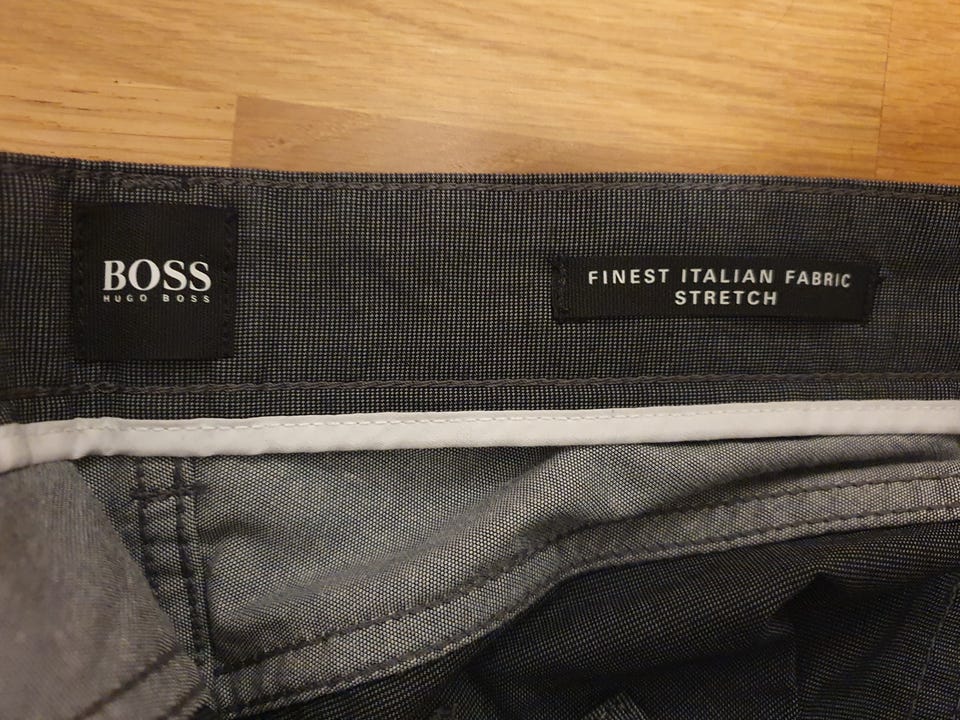 BOSS
HUGO BOSS
FINEST ITALIAN FABRIC
STRETCH